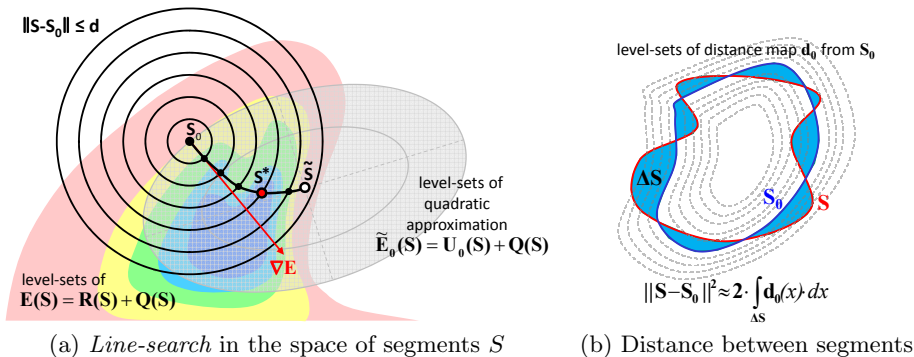 ||S-S₀|| ≤ d
S₀
S*
S̃
∇E
level-sets of
quadratic
approximation
Ẽ₀(S) = U₀(S) + Q(S)
level-sets of
E(S) = R(S) + Q(S)
(a) Line-search in the space of segments S
level-sets of distance map d₀ from S₀
ΔS
S₀
S
||S−S₀||² ≈ 2· ∫ d₀(x)· dx
ΔS
(b) Distance between segments